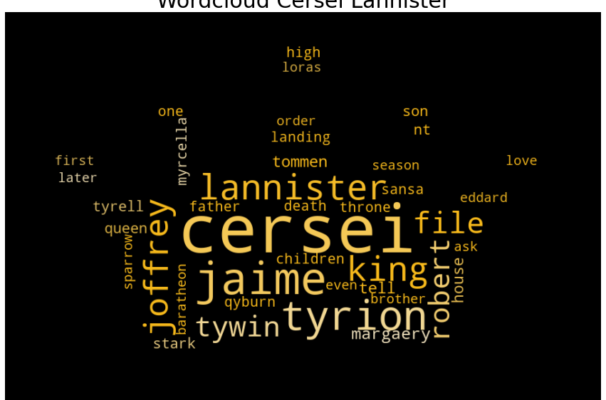 Wordcloud Cersei Lannister
high
loras
one
son
order
nt
landing
myrcella
first
tommen
season
love
later
lannister
sansa
eddard
tyrell
father
death
throne
queen
cersei
file
joffrey
sparrow
children
king
ask
jaime
robert
house
baratheon
even
tell
qyburn
brother
tywin
tyrion
margaery
stark